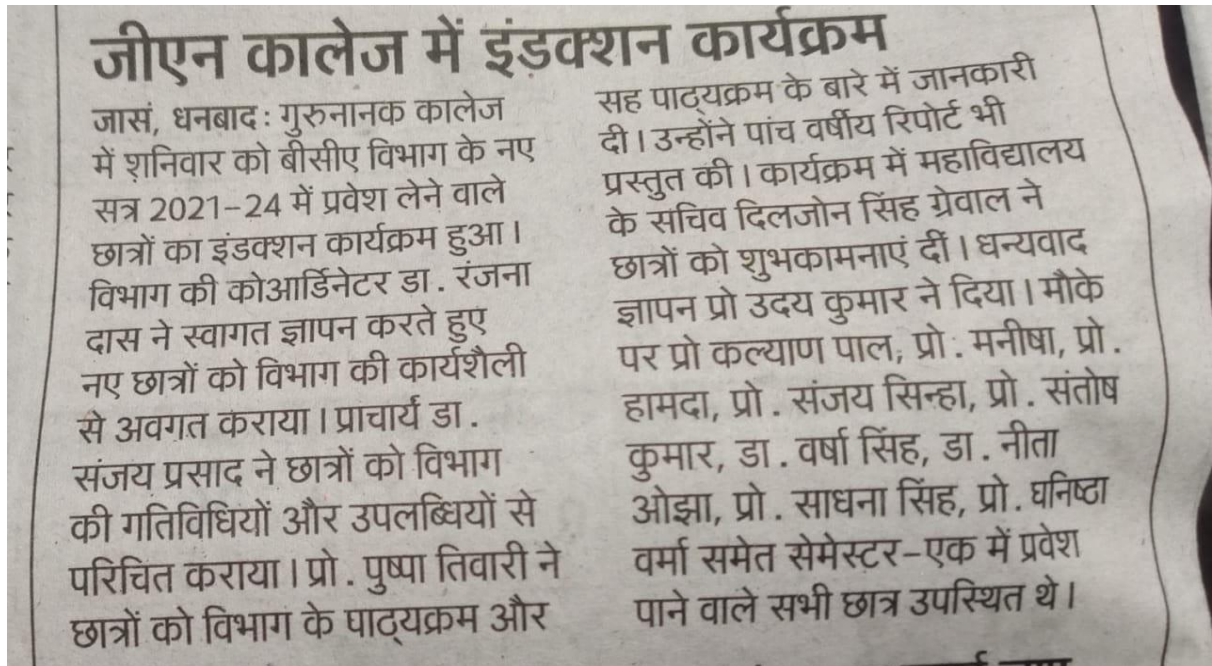 जीएन कालेज में इंडक्शन कार्यक्रम
जासं, धनबाद : गुरुनानक कालेज
में शनिवार को बीसीए विभाग के नए
सत्र 2021-24 में प्रवेश लेने वाले
छात्रों का इंडक्शन कार्यक्रम हुआ।
विभाग की कोआर्डिनेटर डा. रंजना
दास ने स्वागत ज्ञापन करते हुए
नए छात्रों को विभाग की कार्यशैली
से अवगत कराया। प्राचार्य डा.
संजय प्रसाद ने छात्रों को विभाग
की गतिविधियों और उपलब्धियों से
परिचित कराया। प्रो. पुष्पा तिवारी ने
छात्रों को विभाग के पाठ्यक्रम और
सह पाठ्यक्रम के बारे में जानकारी
दी। उन्होंने पांच वर्षीय रिपोर्ट भी
प्रस्तुत की। कार्यक्रम में महाविद्यालय
के सचिव दिलजोन सिंह ग्रेवाल ने
छात्रों को शुभकामनाएं दीं। धन्यवाद
ज्ञापन प्रो उदय कुमार ने दिया। मौके
पर प्रो कल्याण पाल, प्रो. मनीषा, प्रो.
हामदा, प्रो. संजय सिन्हा, प्रो. संतोष
कुमार, डा. वर्षा सिंह, डा. नीता
ओझा, प्रो. साधना सिंह, प्रो. घनिष्टा
वर्मा समेत सेमेस्टर-एक में प्रवेश
पाने वाले सभी छात्र उपस्थित थे।